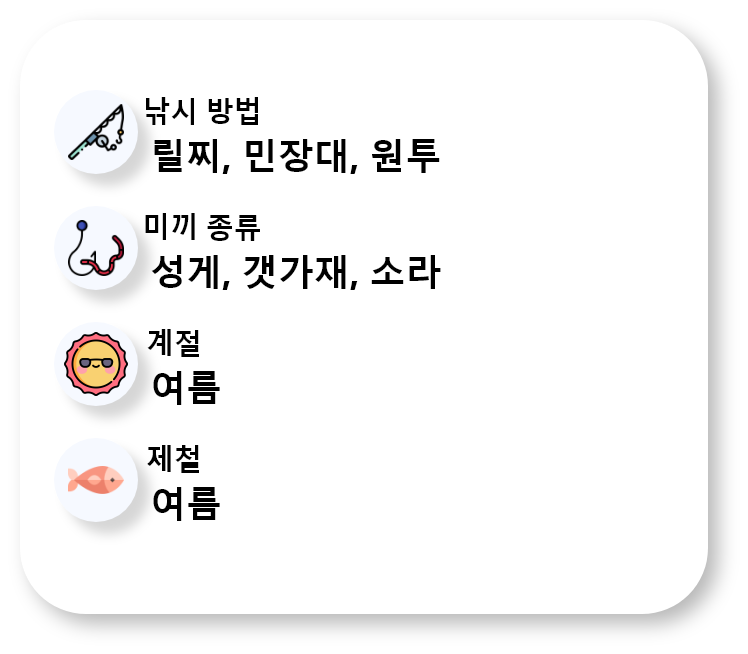 낚시 방법
릴찌, 민장대, 원투
미끼 종류
성게, 갯가재, 소라
계절
여름
제철
여름